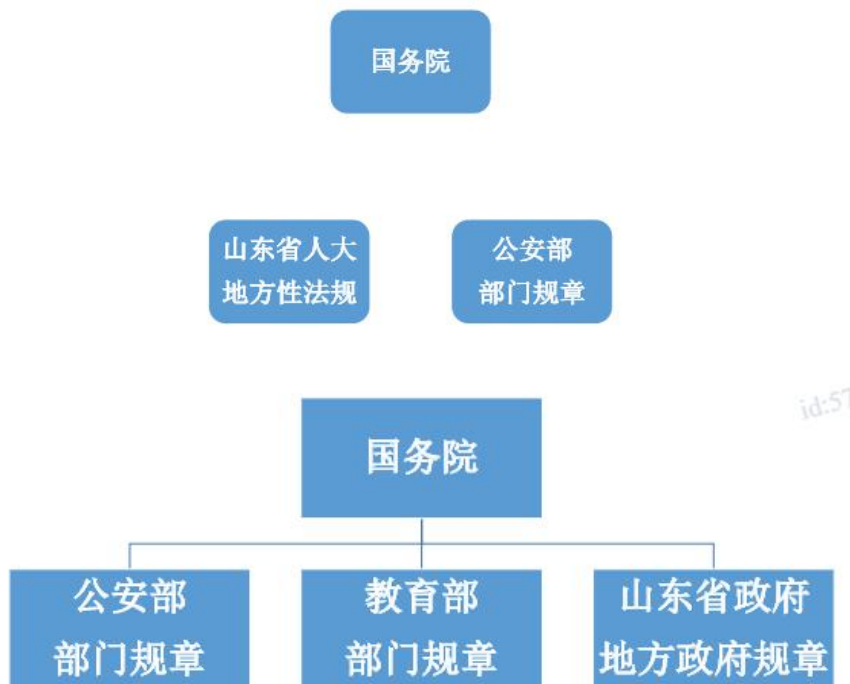 国务院
山东省人大
地方性法规
公安部
部门规章
id:57
国务院
公安部
部门规章
教育部
部门规章
山东省政府
地方政府规章